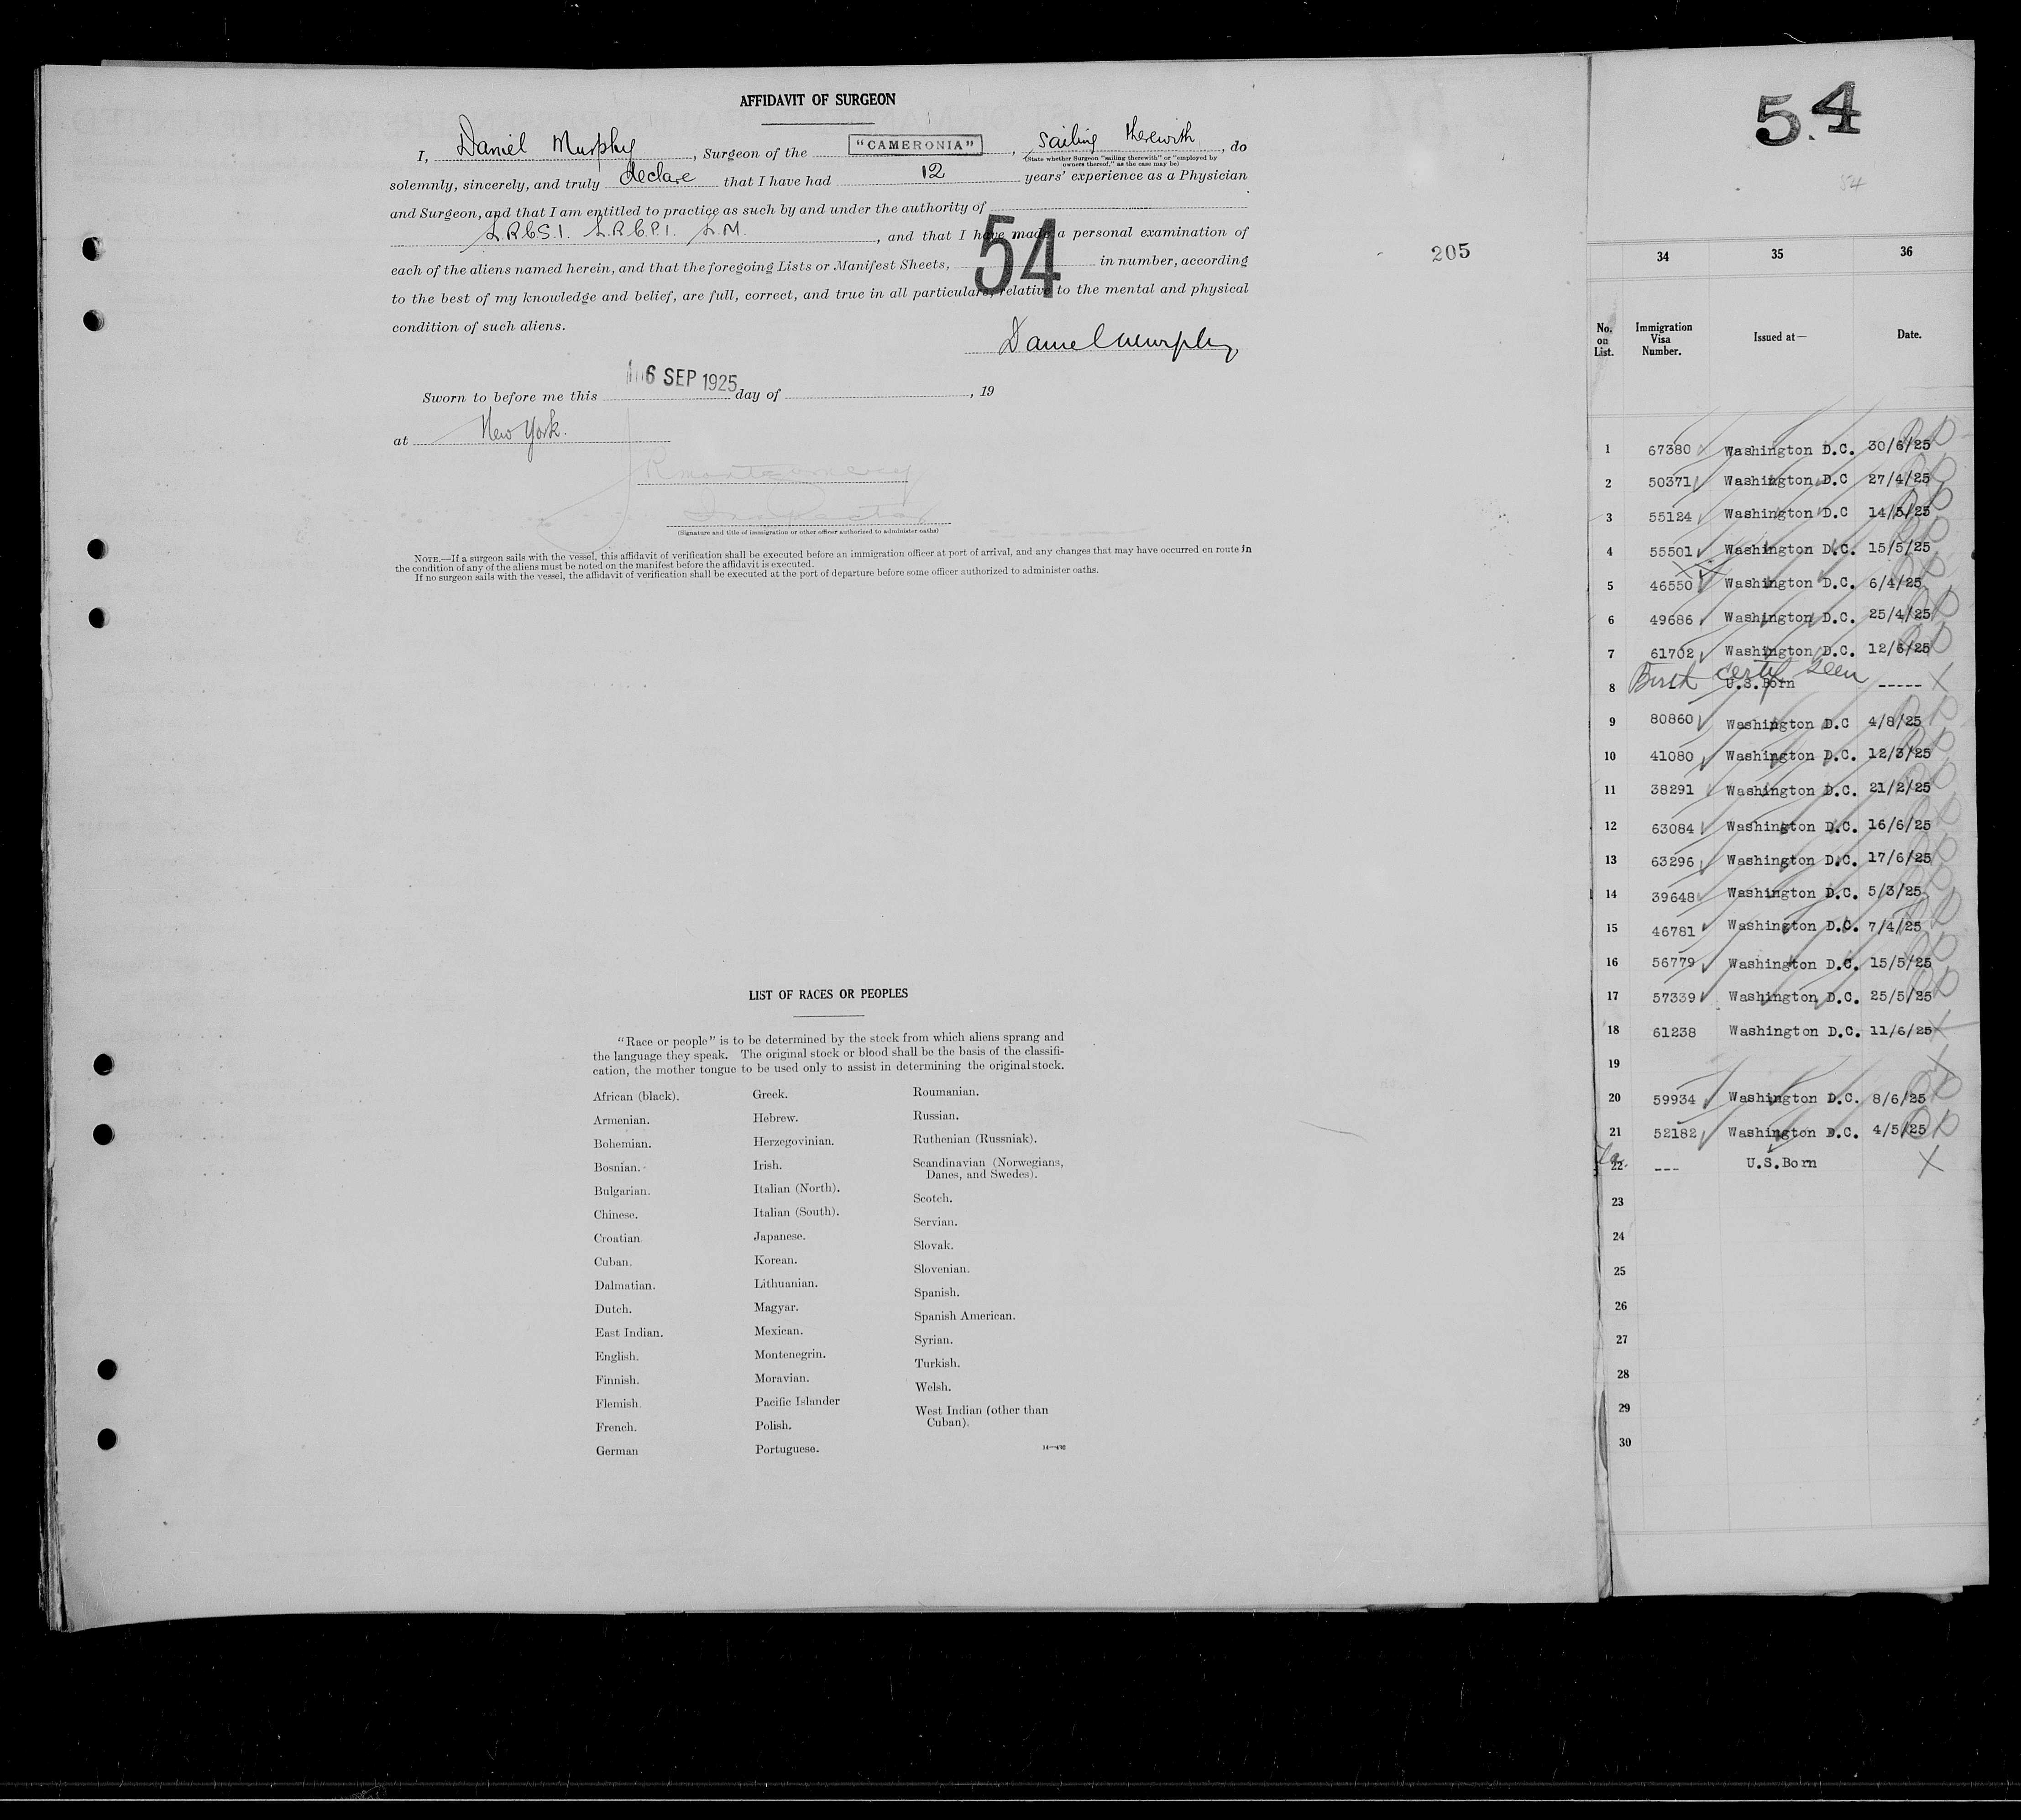 AFFIDAVIT OF SURGEON
I, Daniel Murphy, Surgeon of the "CAMERONIA", sailing therewith, do
(State whether Surgeon "sailing therewith" or "employed by
owners thereof," as the case may be)
solemnly, sincerely, and truly declare that I have had 12 years' experience as a Physician
and Surgeon, and that I am entitled to practice as such by and under the authority of
L.R.C.S.I. L.R.C.P.I. L.M., and that I have made a personal examination of
each of the aliens named herein, and that the foregoing Lists or Manifest Sheets, 54 in number, according
to the best of my knowledge and belief, are full, correct, and true in all particulars, relative to the mental and physical
condition of such aliens.
Daniel Murphy
Sworn to before me this 6 SEP 1925 day of , 19
at New York.
JR Montgomery
Inspector
(Signature and title of immigration or other officer authorized to administer oaths)
NOTE.—If a surgeon sails with the vessel, this affidavit of verification shall be executed before an immigration officer at port of arrival, and any changes that may have occurred en route in
the condition of any of the aliens must be noted on the manifest before the affidavit is executed.
If no surgeon sails with the vessel, the affidavit of verification shall be executed at the port of departure before some officer authorized to administer oaths.
205
LIST OF RACES OR PEOPLES
"Race or people" is to be determined by the stock from which aliens sprang and
the language they speak. The original stock or blood shall be the basis of the classifi-
cation, the mother tongue to be used only to assist in determining the original stock.
African (black).
Armenian.
Bohemian.
Bosnian.
Bulgarian.
Chinese.
Croatian
Cuban.
Dalmatian.
Dutch.
East Indian.
English.
Finnish.
Flemish.
French.
German
Greek.
Hebrew.
Herzegovinian.
Irish.
Italian (North).
Italian (South).
Japanese.
Korean.
Lithuanian.
Magyar.
Mexican.
Montenegrin.
Moravian.
Pacific Islander
Polish.
Portuguese.
Roumanian.
Russian.
Ruthenian (Russniak).
Scandinavian (Norwegians,
Danes, and Swedes).
Scotch.
Servian.
Slovak.
Slovenian.
Spanish.
Spanish American.
Syrian.
Turkish.
Welsh.
West Indian (other than
Cuban).
54
54
34 35 36
No. on List. Immigration Visa Number. Issued at— Date.
1 67380 Washington D.C. 30/6/25
2 50371 Washington D.C 27/4/25
3 55124 Washington D.C 14/5/25
4 55501 Washington D.C. 15/5/25
5 46550 Washington D.C. 6/4/25
6 49686 Washington D.C. 25/4/25
7 61702 Washington D.C. 12/6/25
Birth certif seen
8 U.S.Born ----- X
9 80860 Washington D.C 4/8/25
10 41080 Washington D.C. 12/3/25
11 38291 Washington D.C. 21/2/25
12 63084 Washington D.C. 16/6/25
13 63296 Washington D.C. 17/6/25
14 39648 Washington D.C. 5/3/25
15 46781 Washington D.C. 7/4/25
16 56779 Washington D.C. 15/5/25
17 57339 Washington D.C. 25/5/25
18 61238 Washington D.C. 11/6/25 X
19 X
20 59934 Washington D.C. 8/6/25
21 52182 Washington D.C. 4/5/25
22 --- U.S.Born X
23
24
25
26
27
28
29
30